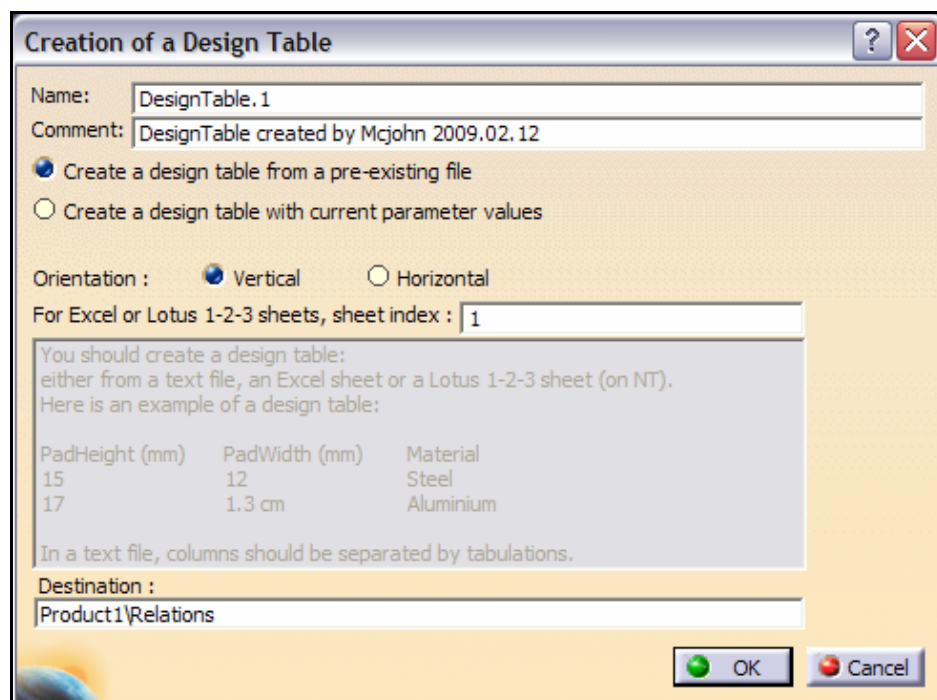 Creation of a Design Table
?
Name: DesignTable.1
Comment: DesignTable created by Mcjohn 2009.02.12
Create a design table from a pre-existing file
Create a design table with current parameter values
Orientation : Vertical Horizontal
For Excel or Lotus 1-2-3 sheets, sheet index : 1
You should create a design table:
either from a text file, an Excel sheet or a Lotus 1-2-3 sheet (on NT).
Here is an example of a design table:
PadHeight (mm) PadWidth (mm) Material
15 12 Steel
17 1.3 cm Aluminium
In a text file, columns should be separated by tabulations.
Destination :
Product1\Relations
OK Cancel